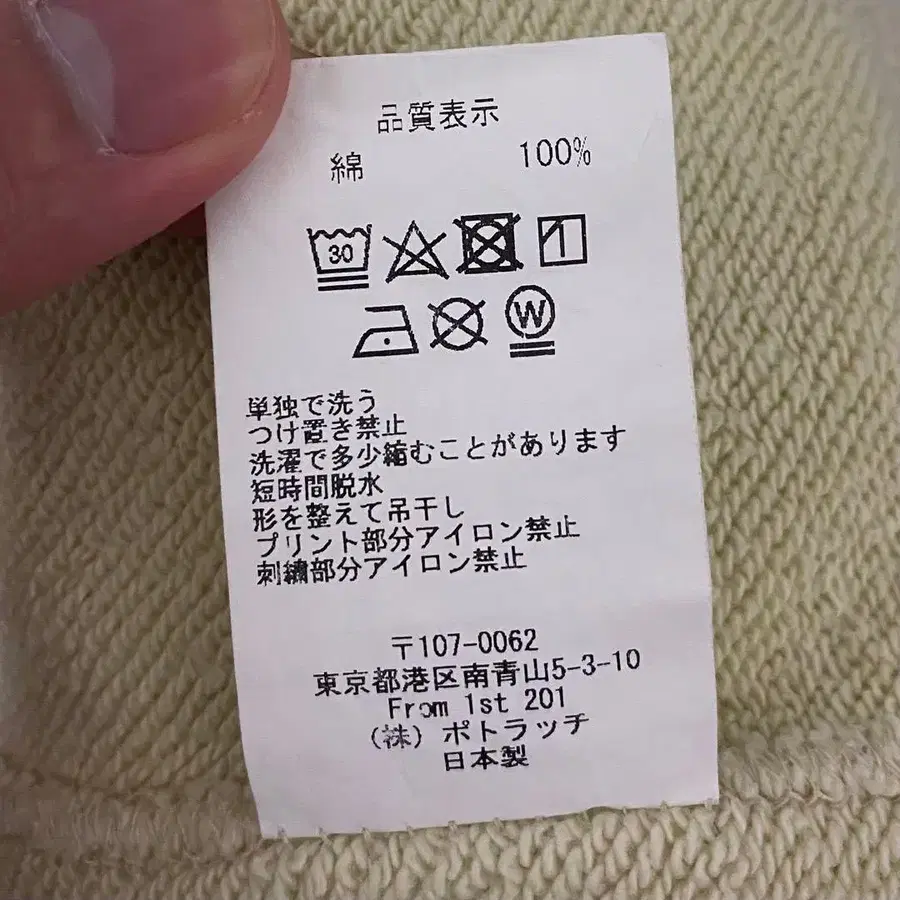 品質表示
綿 100%
30
W
単独で洗う
つけ置き禁止
洗濯で多少縮むことがあります
短時間脱水
形を整えて吊干し
プリント部分アイロン禁止
刺繍部分アイロン禁止
〒107-0062
東京都港区南青山5-3-10
From 1st 201
(株) ポトラッチ
日本製